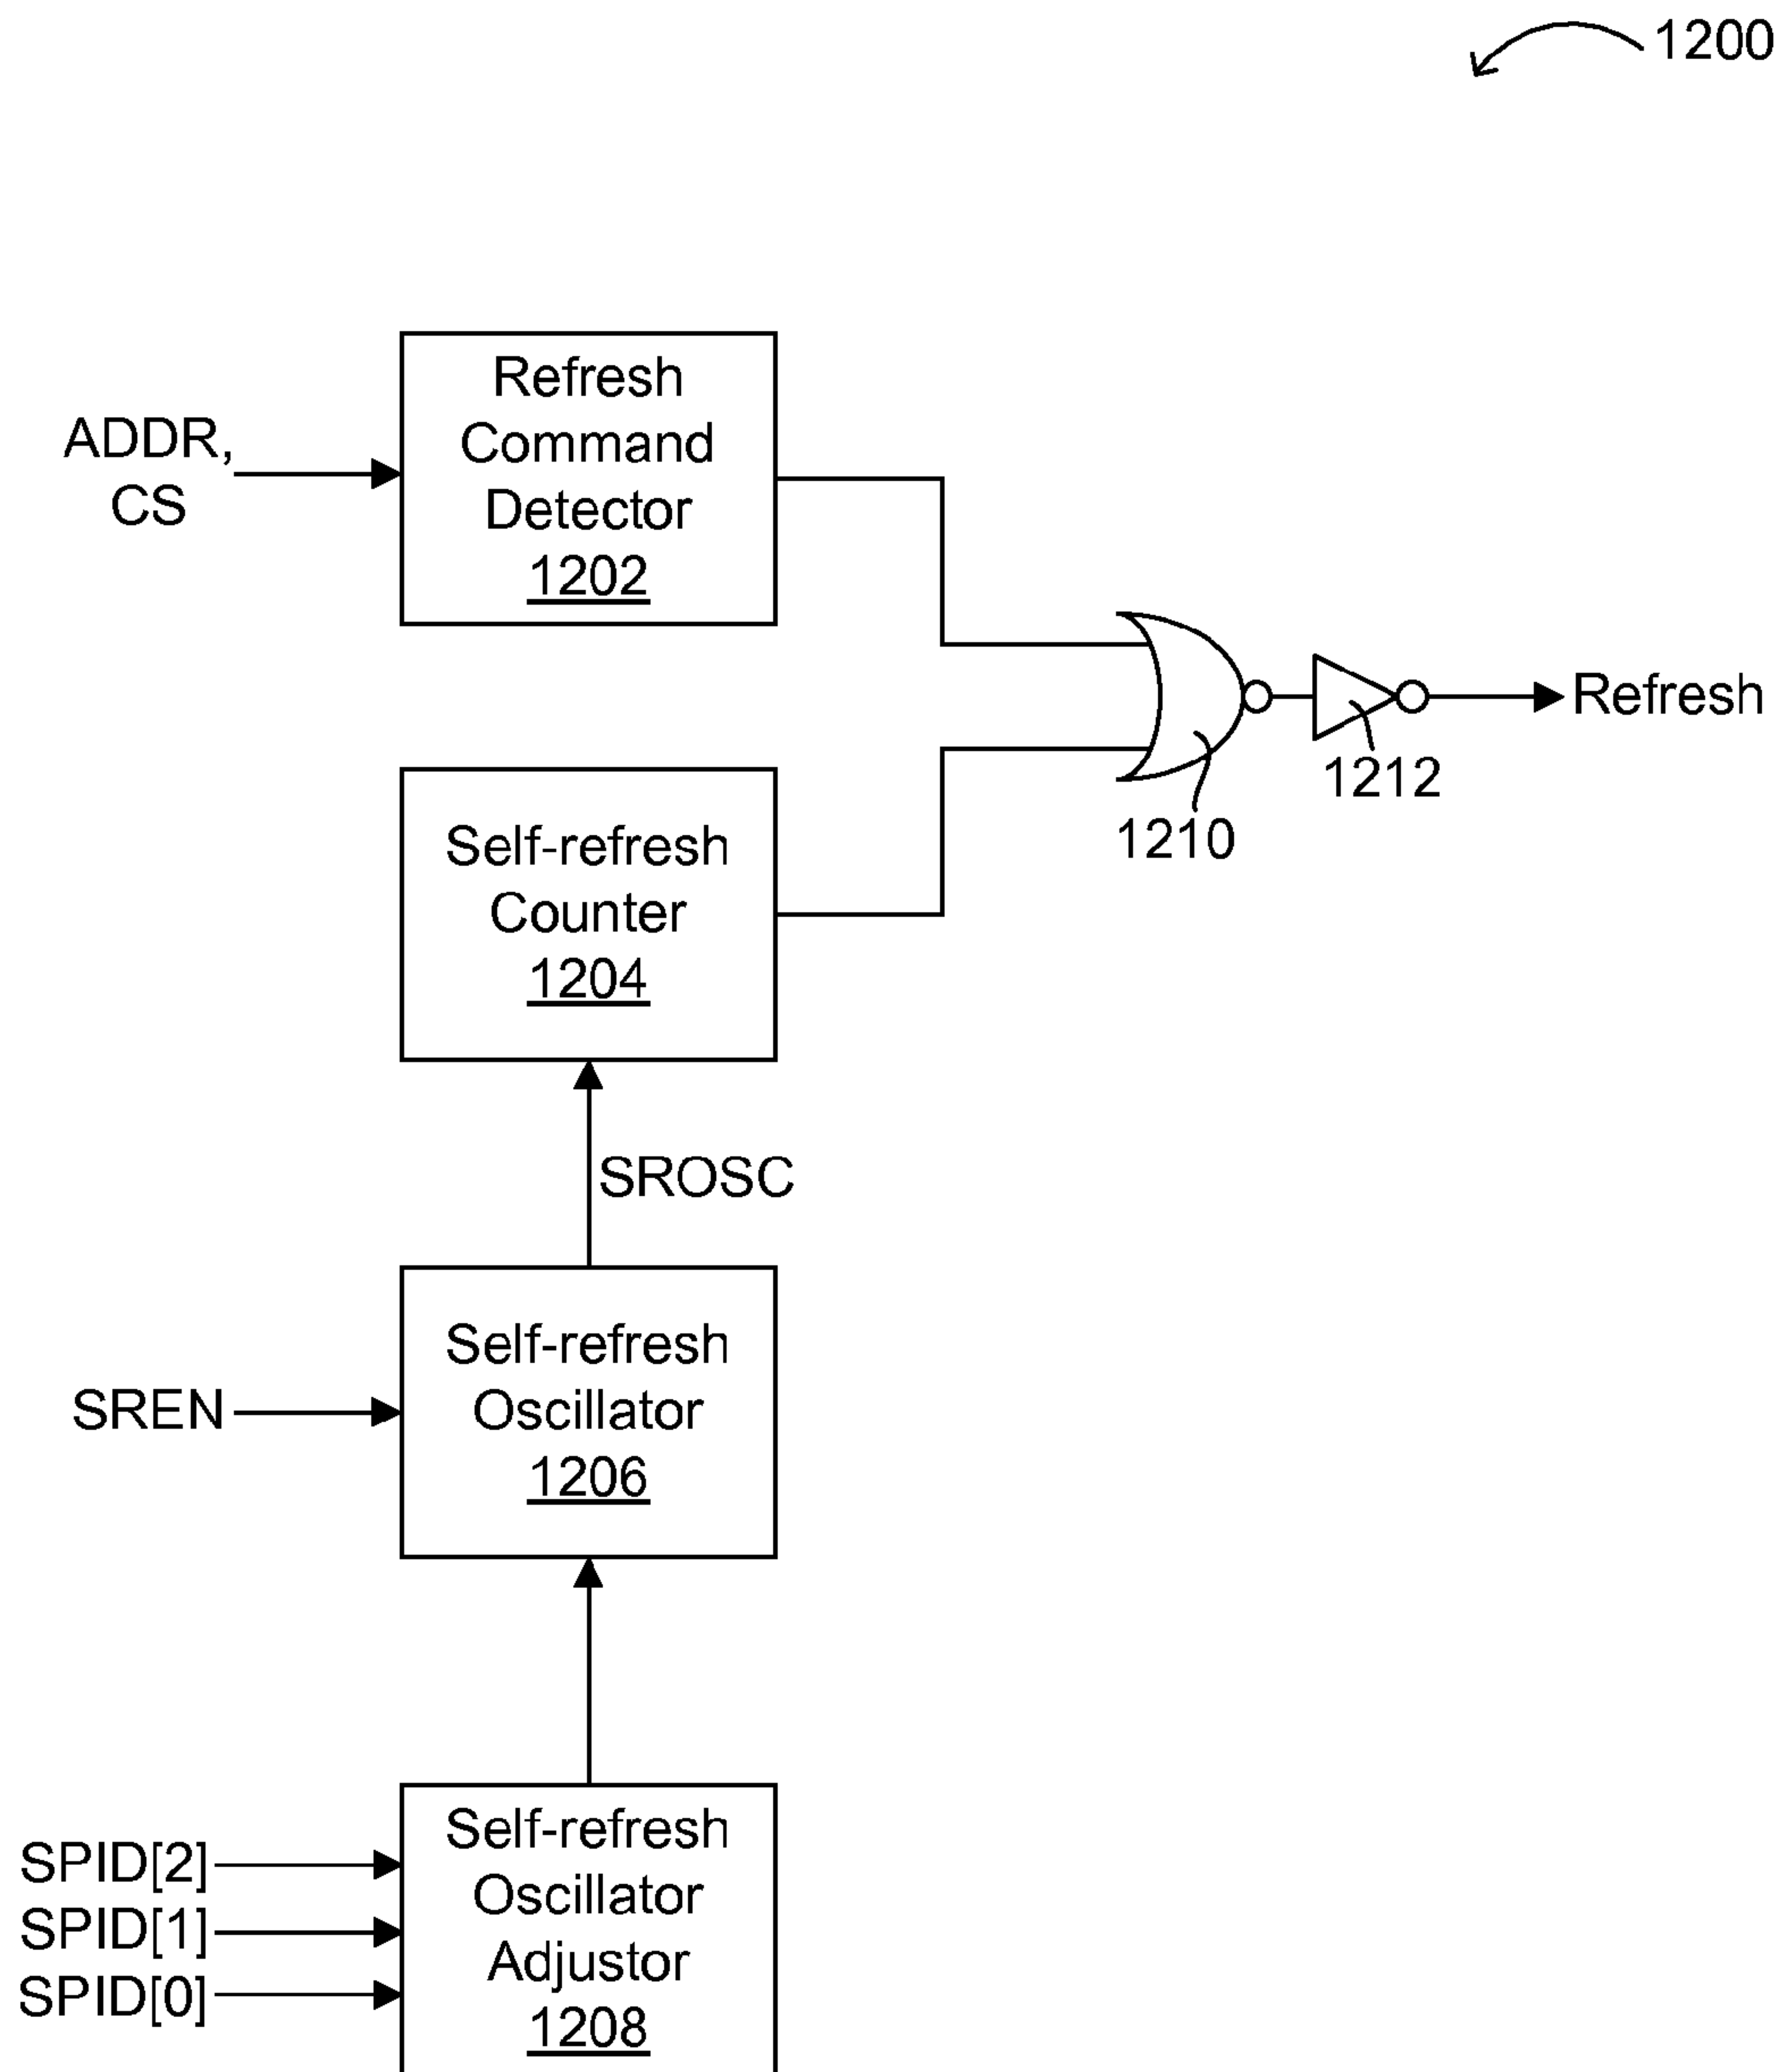 1200
Refresh
Command
Detector
1202
ADDR,
CS
Refresh
1212
1210
Self-refresh
Counter
1204
SROSC
Self-refresh
Oscillator
1206
SREN
Self-refresh
Oscillator
Adjustor
1208
SPID[2]
SPID[1]
SPID[0]